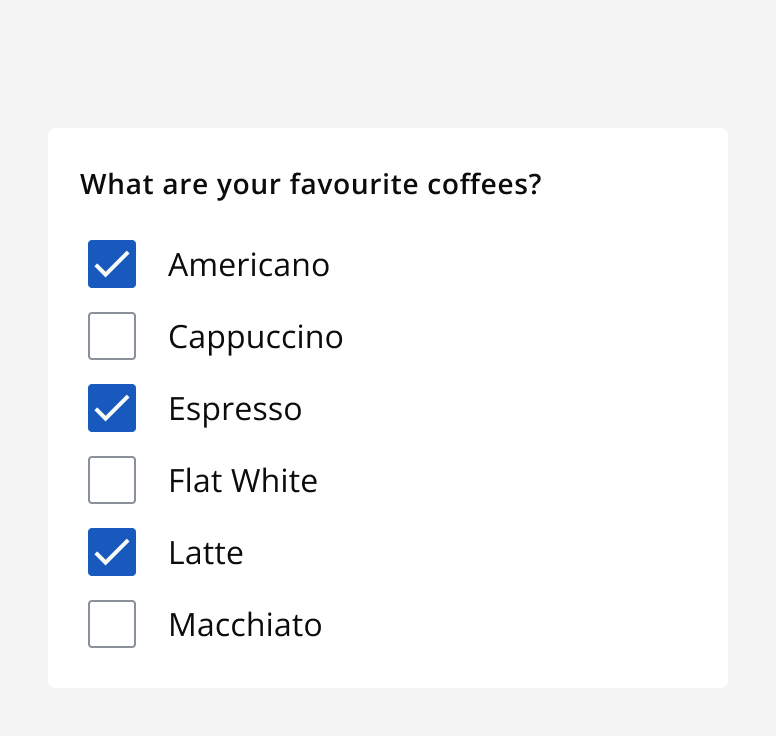 What are your favourite coffees?
Americano
Cappuccino
Espresso
Flat White
Latte
Macchiato